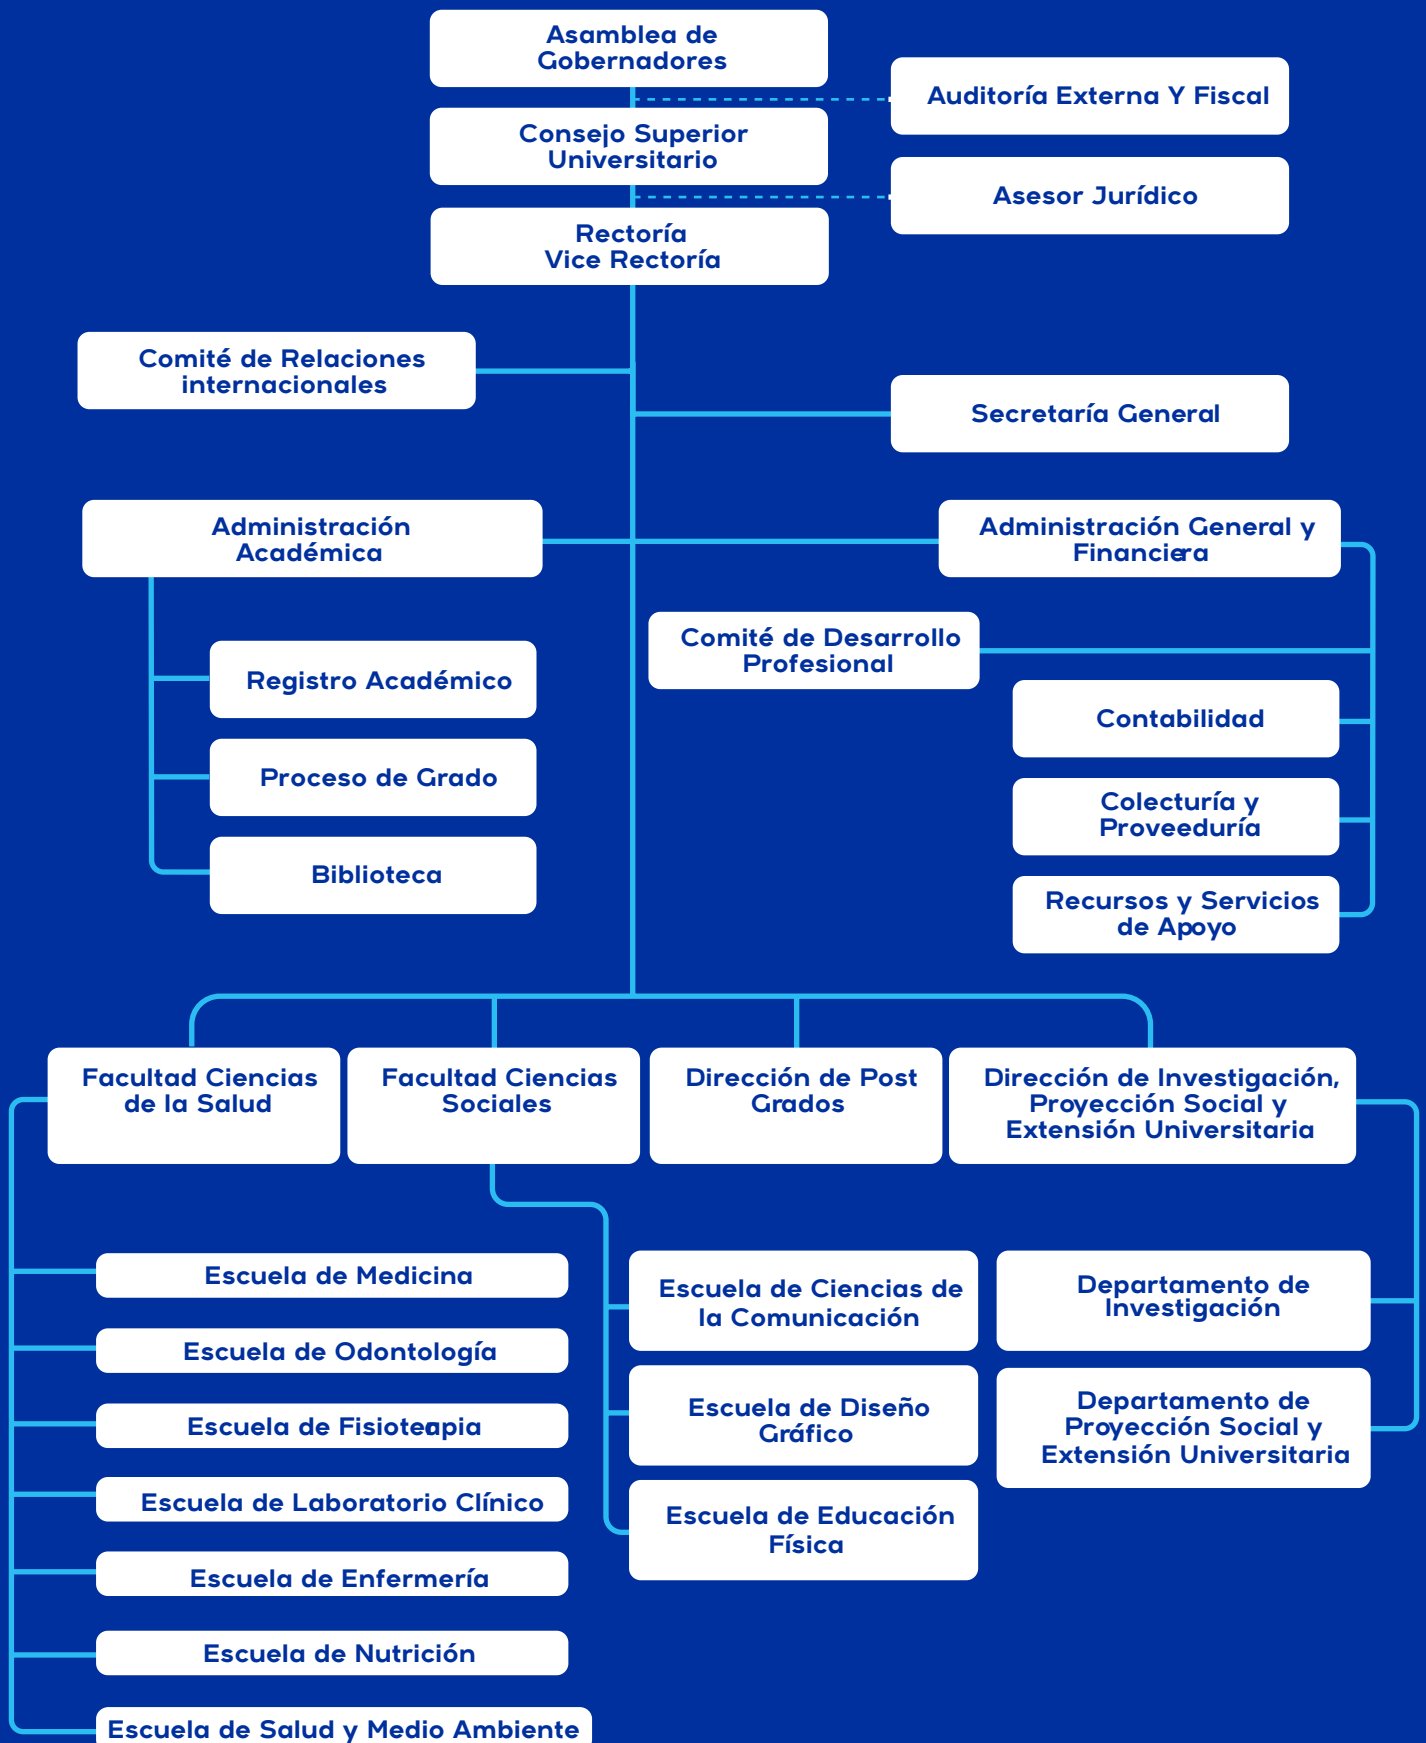 Asamblea de
Gobernadores
Auditoría Externa Y Fiscal
Consejo Superior
Universitario
Asesor Jurídico
Rectoría
Vice Rectoría
Comité de Relaciones
internacionales
Secretaría General
Administración
Académica
Administración General y
Financiera
Comité de Desarrollo
Profesional
Registro Académico
Contabilidad
Proceso de Grado
Colecturía y
Proveeduría
Biblioteca
Recursos y Servicios
de Apoyo
Facultad Ciencias
de la Salud
Facultad Ciencias
Sociales
Dirección de Post
Grados
Dirección de Investigación,
Proyección Social y
Extensión Universitaria
Escuela de Medicina
Escuela de Odontología
Escuela de Fisioterapia
Escuela de Laboratorio Clínico
Escuela de Enfermería
Escuela de Nutrición
Escuela de Salud y Medio Ambiente
Escuela de Ciencias de
la Comunicación
Escuela de Diseño
Gráfico
Escuela de Educación
Física
Departamento de
Investigación
Departamento de
Proyección Social y
Extensión Universitaria